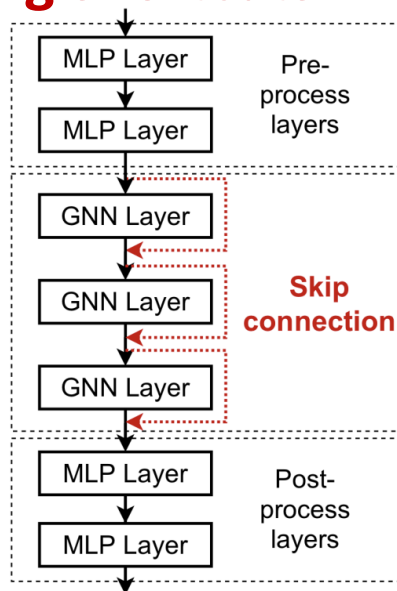 MLP Layer
Pre-
process
layers
MLP Layer
GNN Layer
GNN Layer
Skip
connection
GNN Layer
MLP Layer
Post-
process
layers
MLP Layer